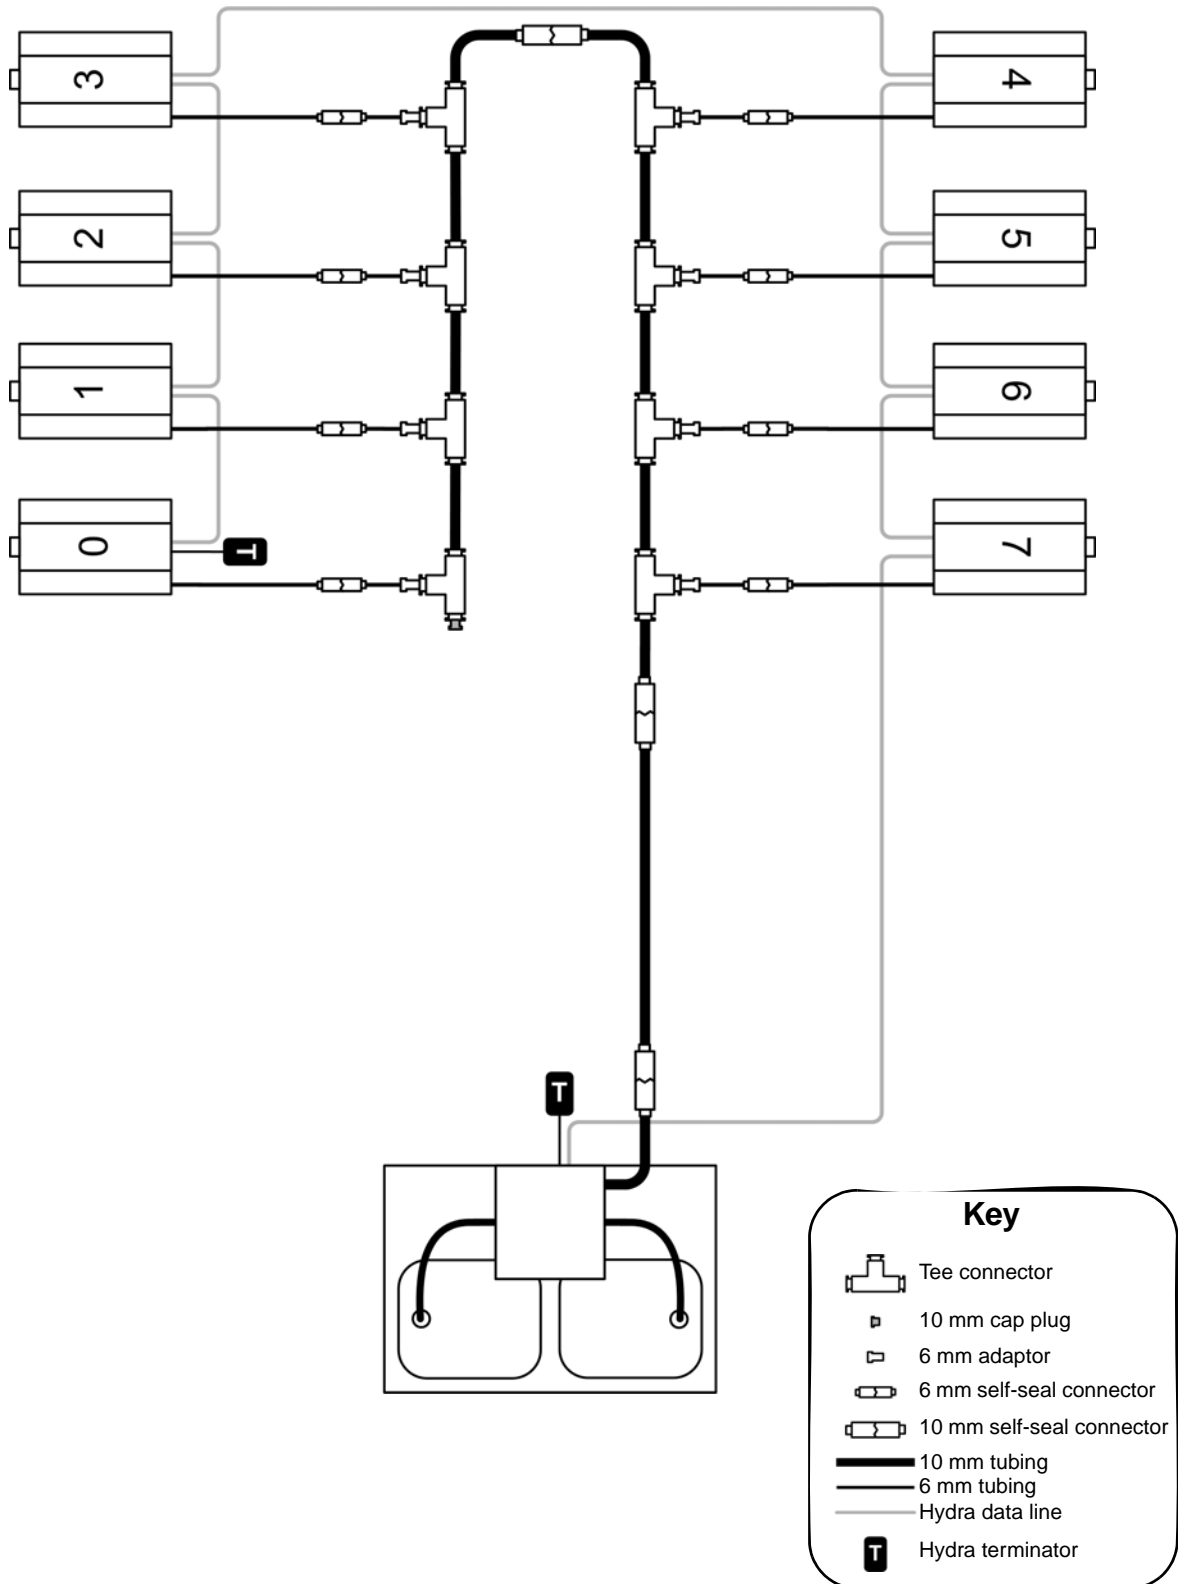 3
4
2
5
1
6
0
T
7
T
Key
Tee connector
10 mm cap plug
6 mm adaptor
6 mm self-seal connector
10 mm self-seal connector
10 mm tubing
6 mm tubing
Hydra data line
T
Hydra terminator